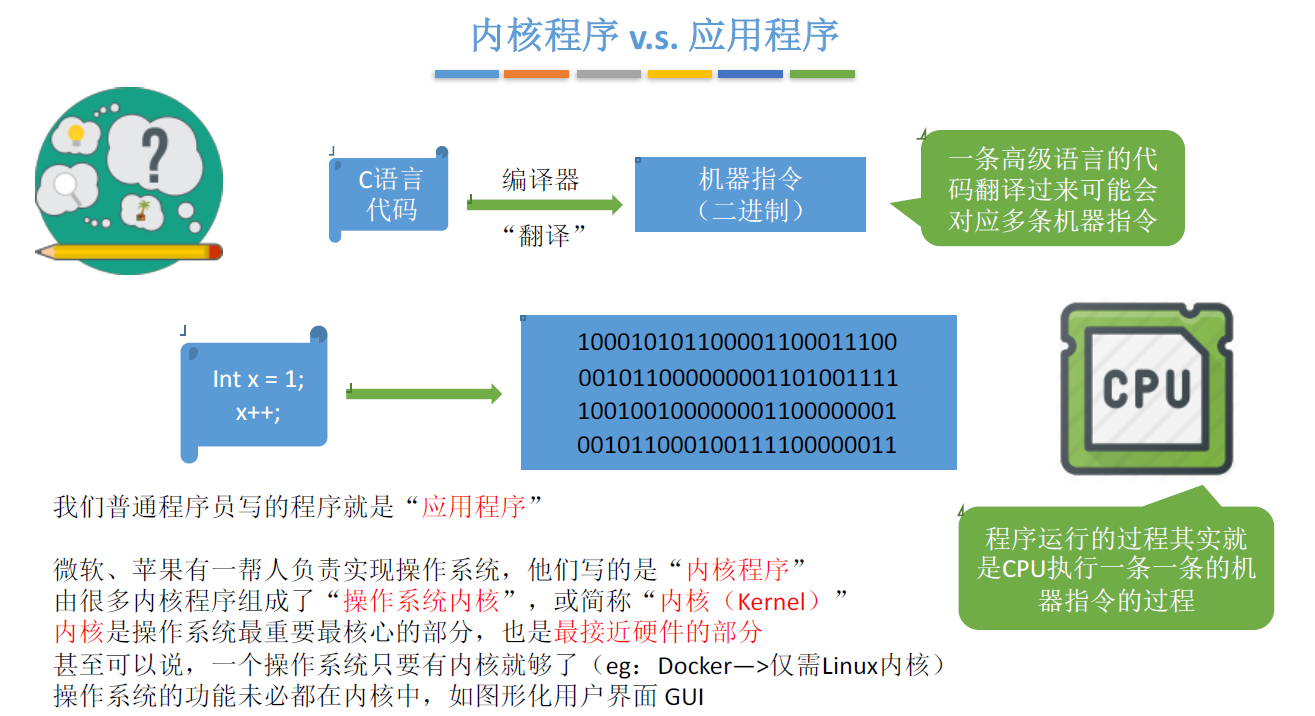 内核程序 v.s. 应用程序
C语言
代码
编译器
“翻译”
机器指令
（二进制）
一条高级语言的代
码翻译过来可能会
对应多条机器指令
?
Int x = 1;
x++;
100010101100001100011100
0010110000000001101001111
1001001000000001100000001
0010110001001111100000011
CPU
程序运行的过程其实就
是CPU执行一条一条的机
器指令的过程
我们普通程序员写的程序就是“应用程序”
微软、苹果有一帮人负责实现操作系统，他们写的是“内核程序”
由很多内核程序组成了“操作系统内核”，或简称“内核（Kernel）”
内核是操作系统最重要最核心的部分，也是最接近硬件的部分
甚至可以说，一个操作系统只要有内核就够了（eg：Docker—>仅需Linux内核）
操作系统的功能未必都在内核中，如图形化用户界面 GUI